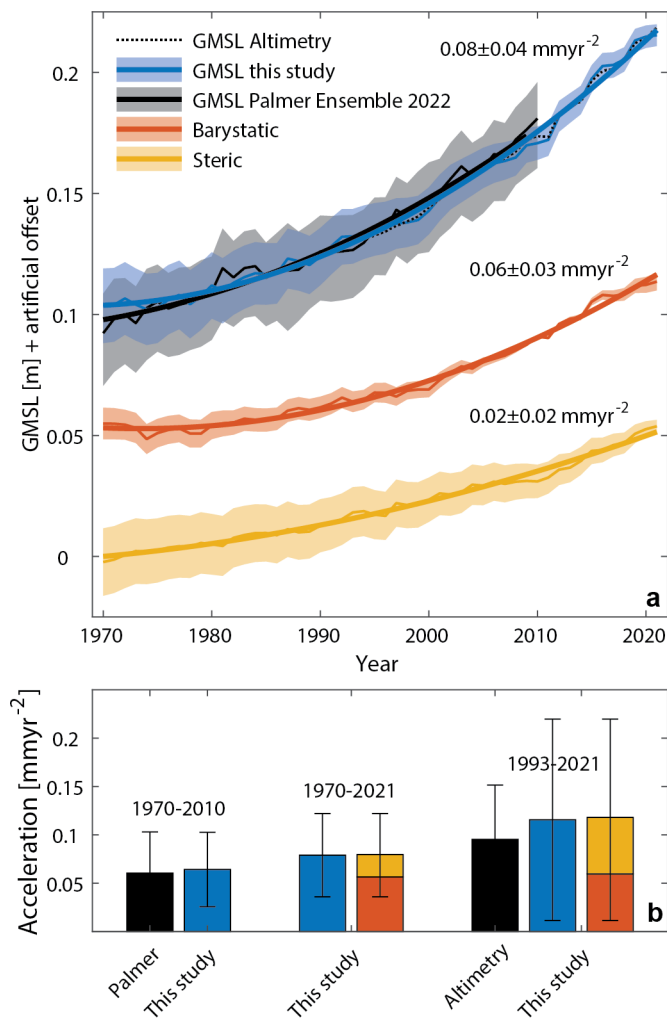 GMSL Altimetry
GMSL this study
GMSL Palmer Ensemble 2022
Barystatic
Steric
0.08±0.04 mmyr-2
0.06±0.03 mmyr-2
0.02±0.02 mmyr-2
GMSL [m] + artificial offset
0.2
0.15
0.1
0.05
0
a
1970 1980 1990 2000 2010 2020
Year
Acceleration [mmyr-2]
0.2
0.15
0.1
0.05
1970-2010
1970-2021
1993-2021
b
Palmer
This study
This study
Altimetry
This study